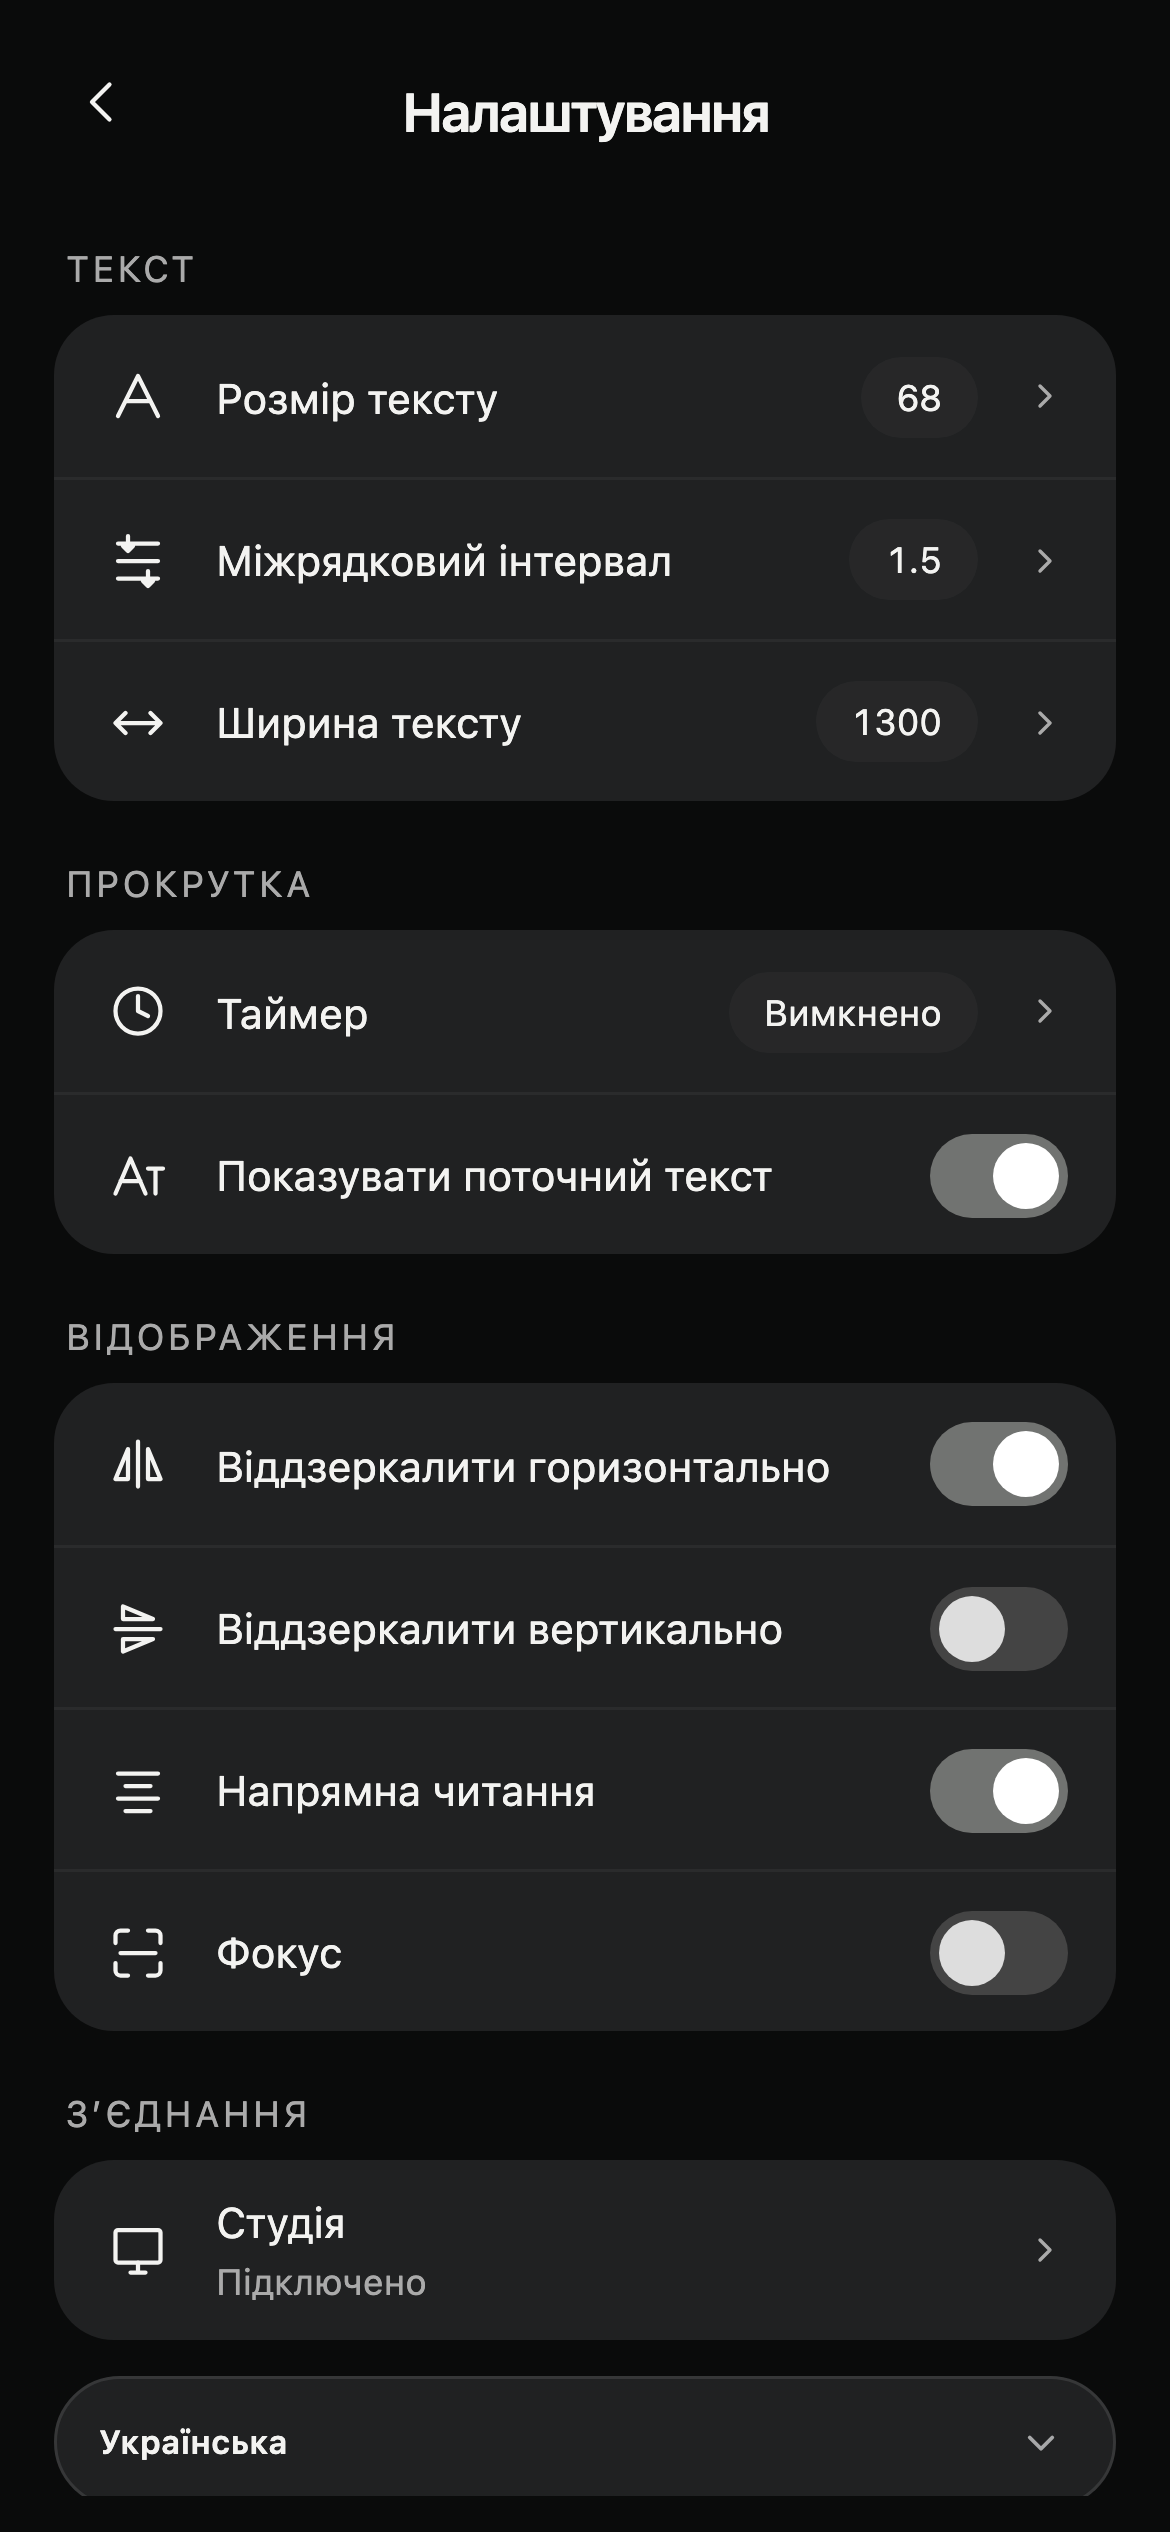 Налаштування
ТЕКСТ
Розмір тексту 68
Міжрядковий інтервал 1.5
Ширина тексту 1300
ПРОКРУТКА
Таймер Вимкнено
Показувати поточний текст
ВІДОБРАЖЕННЯ
Віддзеркалити горизонтально
Віддзеркалити вертикально
Напрямна читання
Фокус
З’ЄДНАННЯ
Студія
Підключено
Українська